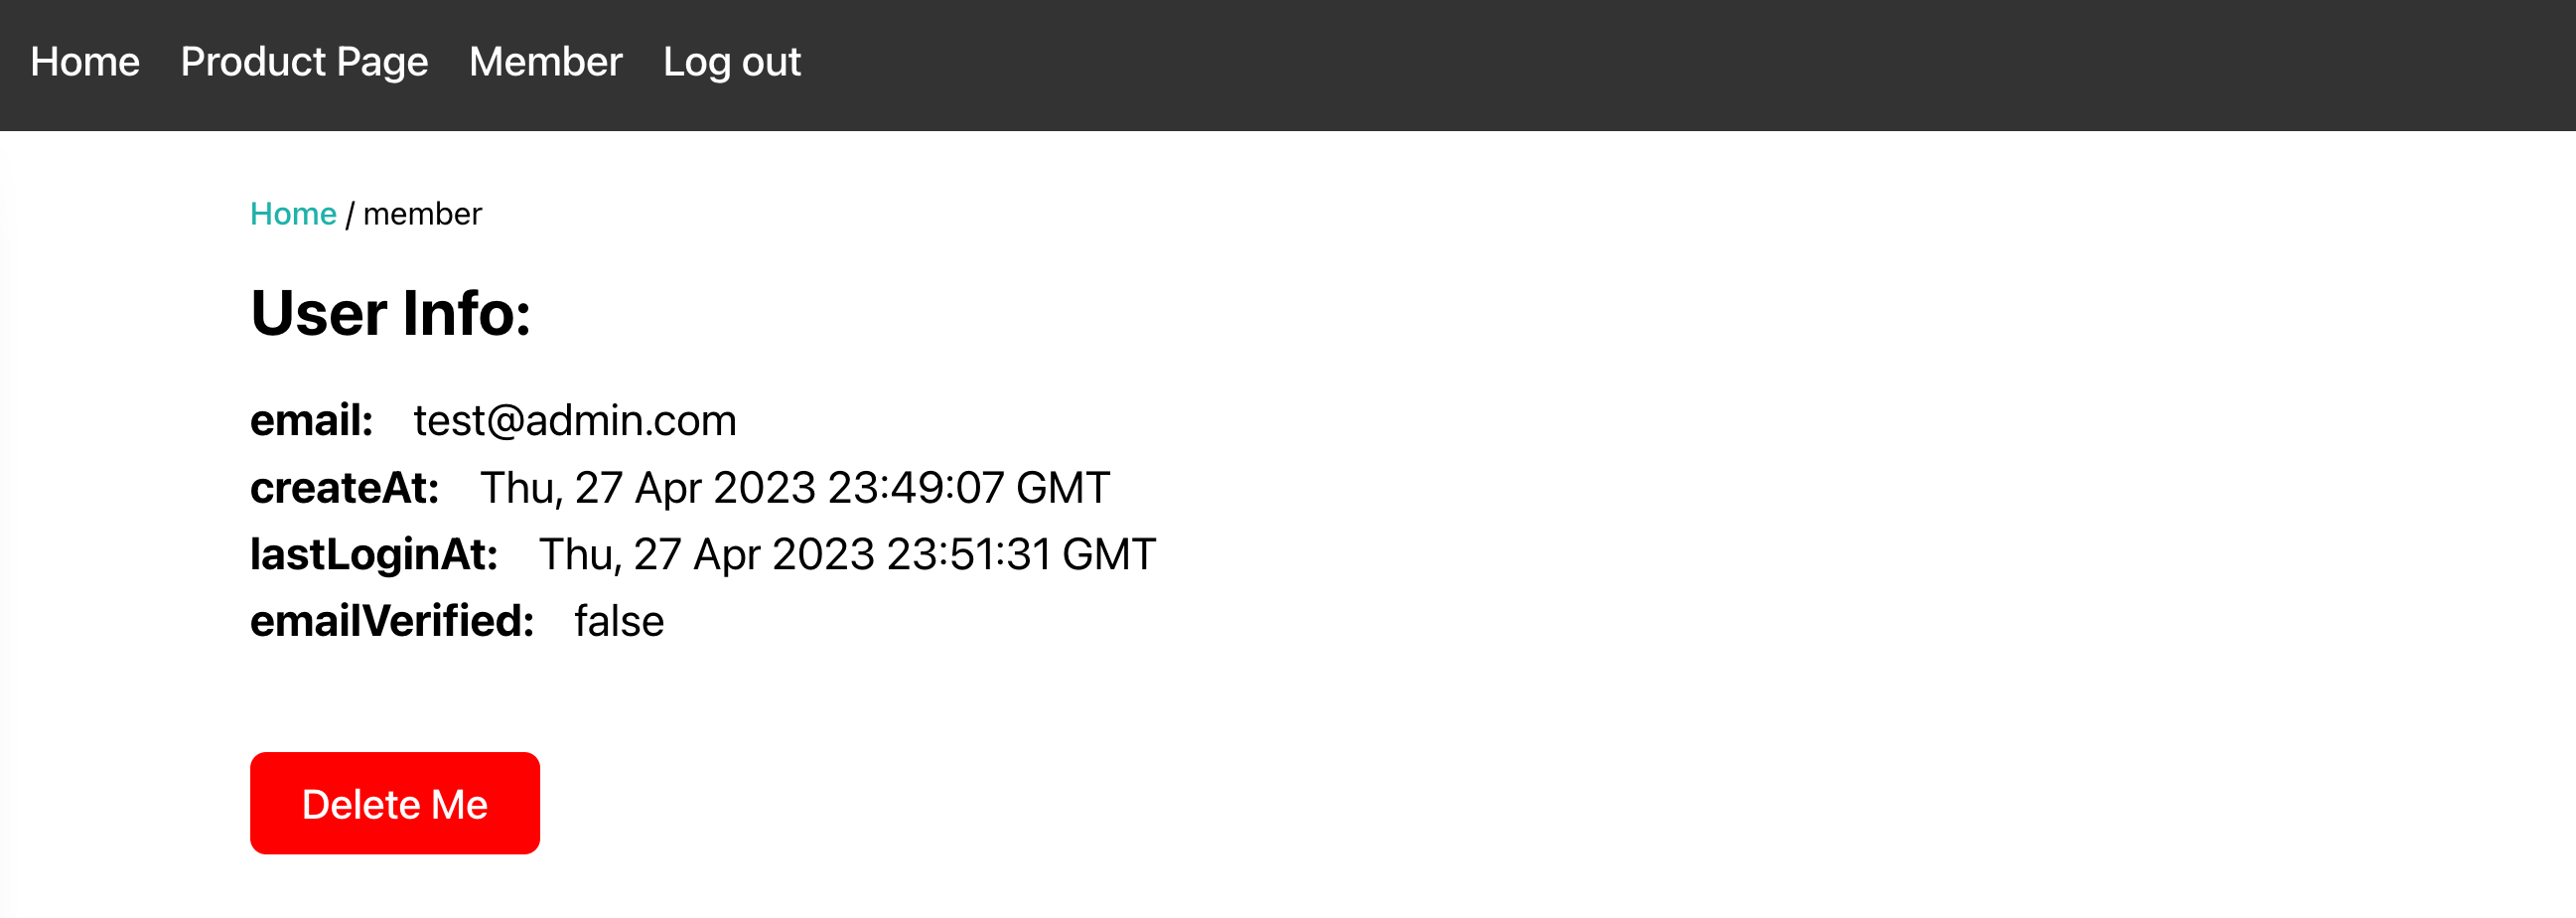 Home Product Page Member Log out
Home / member
User Info:
email: test@admin.com
createAt: Thu, 27 Apr 2023 23:49:07 GMT
lastLoginAt: Thu, 27 Apr 2023 23:51:31 GMT
emailVerified: false
Delete Me